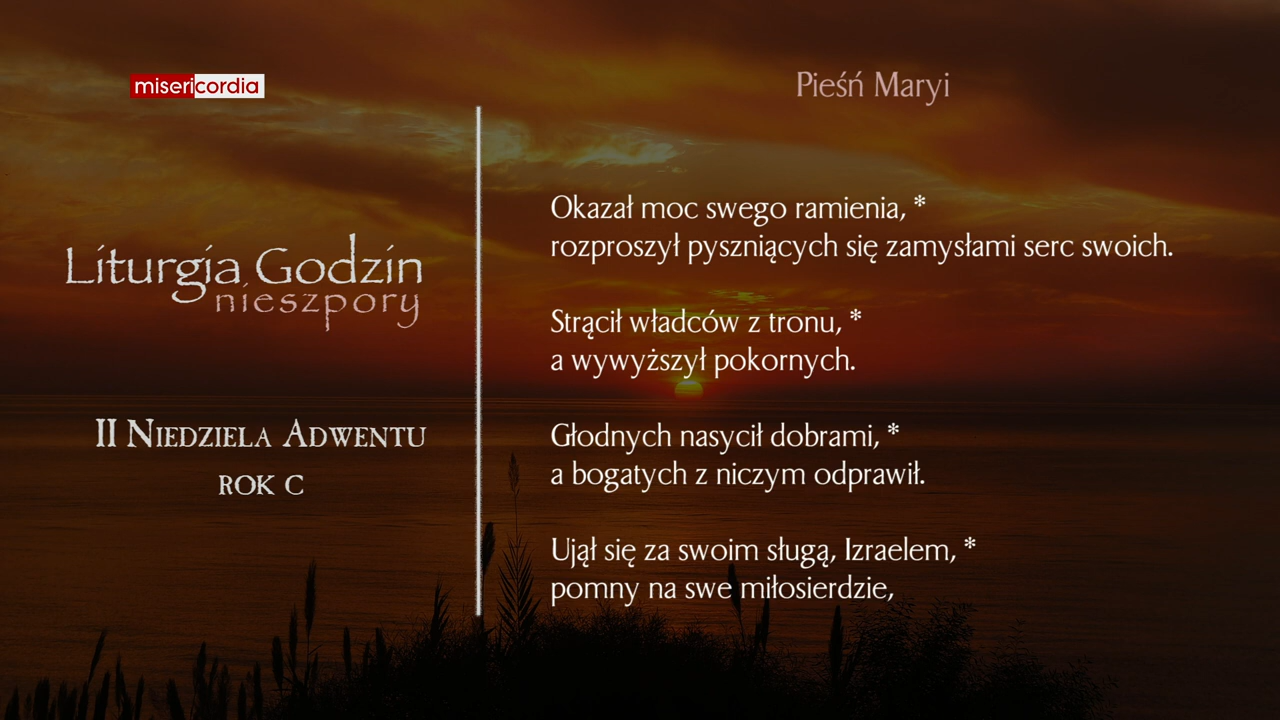 misericordia
Liturgia Godzin
nieszpory
II Niedziela Adwentu
rok C
Pieśń Maryi
Okazał moc swego ramienia, *
rozproszył pyszniących się zamysłami serc swoich.
Strącił władców z tronu, *
a wywyższył pokornych.
Głodnych nasycił dobrami, *
a bogatych z niczym odprawił.
Ujął się za swoim sługą, Izraelem, *
pomny na swe miłosierdzie,